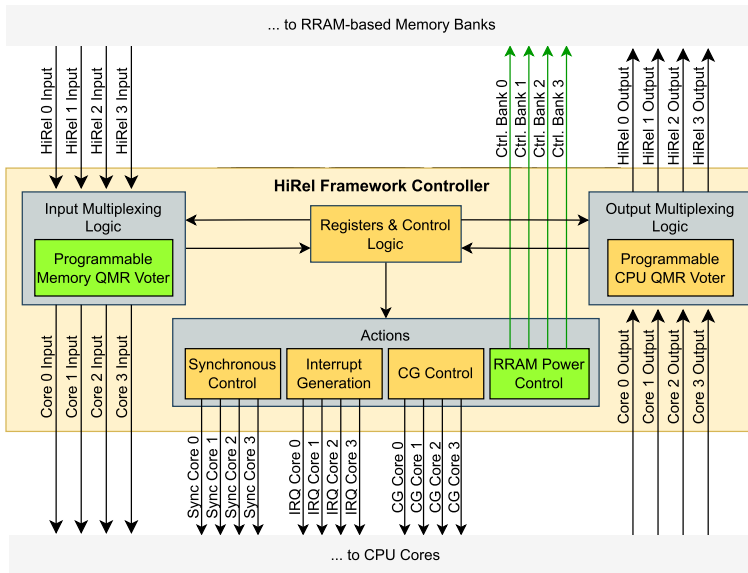 ... to RRAM-based Memory Banks
HiRel 0 Input
HiRel 1 Input
HiRel 2 Input
HiRel 3 Input
Ctrl. Bank 0
Ctrl. Bank 1
Ctrl. Bank 2
Ctrl. Bank 3
HiRel 0 Output
HiRel 1 Output
HiRel 2 Output
HiRel 3 Output
HiRel Framework Controller
Input Multiplexing
Logic
Programmable
Memory QMR Voter
Registers & Control
Logic
Output Multiplexing
Logic
Programmable
CPU QMR Voter
Actions
Synchronous
Control
Interrupt
Generation
CG Control
RRAM Power
Control
Core 0 Input
Core 1 Input
Core 2 Input
Core 3 Input
Sync Core 0
Sync Core 1
Sync Core 2
Sync Core 3
IRQ Core 0
IRQ Core 1
IRQ Core 2
IRQ Core 3
CG Core 0
CG Core 1
CG Core 2
CG Core 3
Core 0 Output
Core 1 Output
Core 2 Output
Core 3 Output
... to CPU Cores